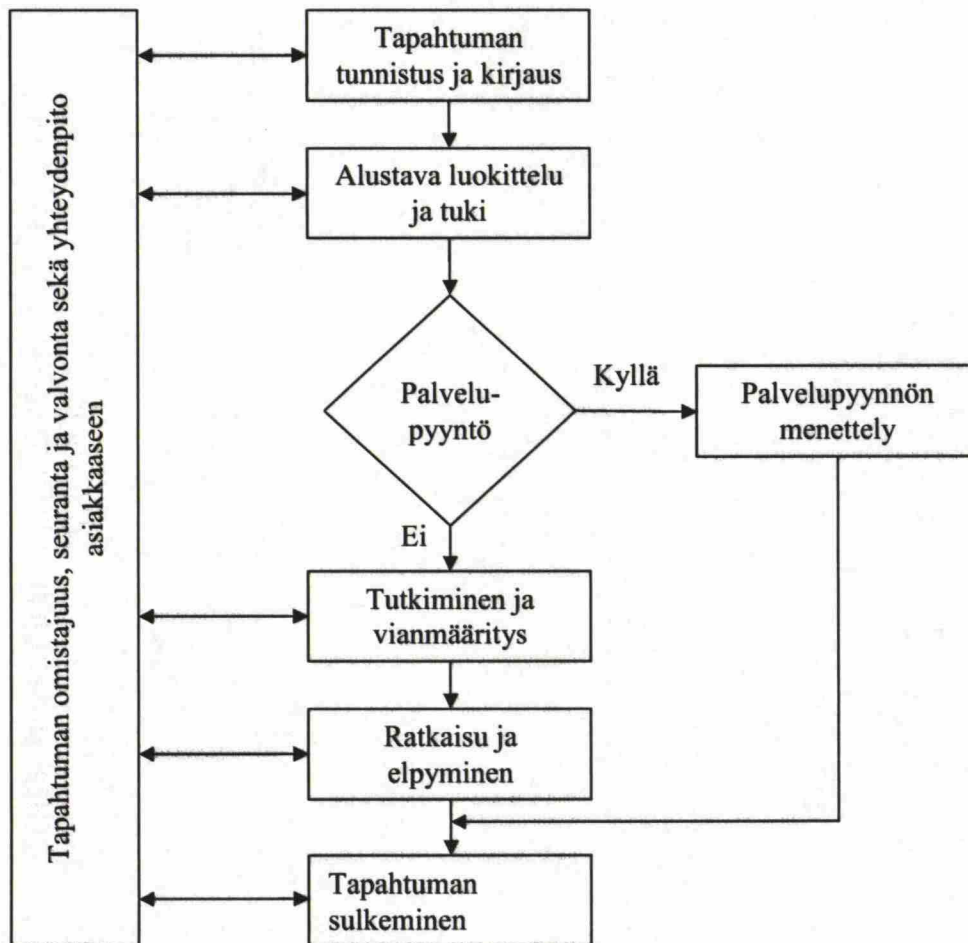 Tapahtuman omistajuus, seuranta ja valvonta sekä yhteydenpito
asiakkaaseen
Tapahtuman
tunnistus ja kirjaus
Alustava luokittelu
ja tuki
Palvelu-
pyyntö
Kyllä
Palvelupyynnön
menettely
Ei
Tutkiminen ja
vianmääritys
Ratkaisu ja
elpyminen
Tapahtuman
sulkeminen